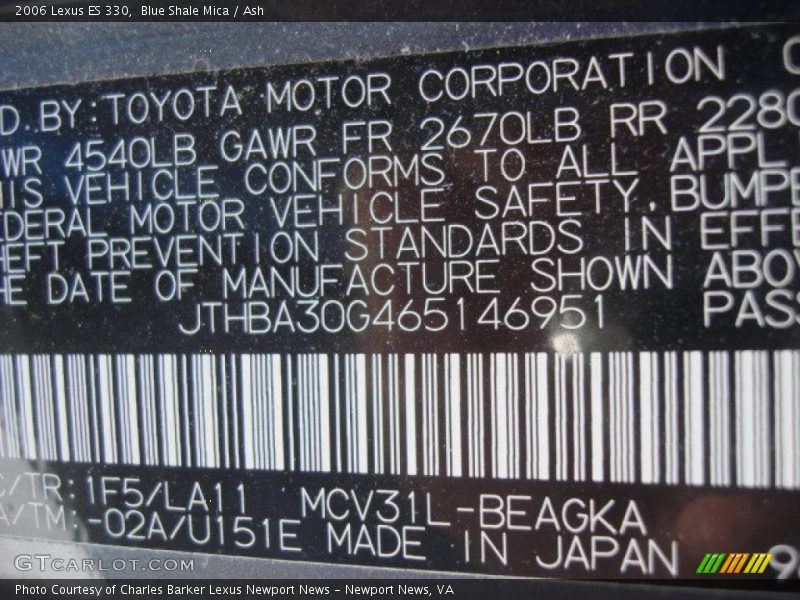 2006 Lexus ES 330,  Blue Shale Mica / Ash
D.BY:TOYOTA MOTOR CORPORATION
WR 4540LB GAWR FR 2670LB RR 2280
IS VEHICLE CONFORMS TO ALL APPL
DERAL MOTOR VEHICLE SAFETY,BUMPE
EFT PREVENTION STANDARDS IN EFFE
E DATE OF MANUFACTURE SHOWN ABOV
JTHBA30G465146951 PASS
C/TR:1F5/LA11 MCV31L-BEAGKA
A/TM:-02A/U151E MADE IN JAPAN
GTCARLOT.COM
Photo Courtesy of Charles Barker Lexus Newport News – Newport News, VA